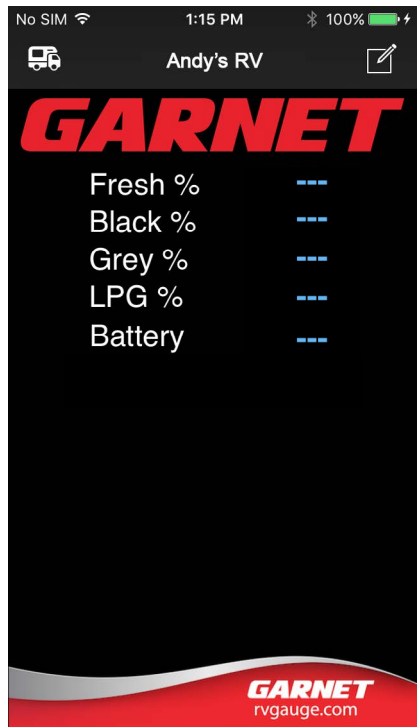 No SIM 1:15 PM 100%
Andy's RV
GARNET
Fresh % ---
Black % ---
Grey % ---
LPG % ---
Battery ---
GARNET
rvgauge.com